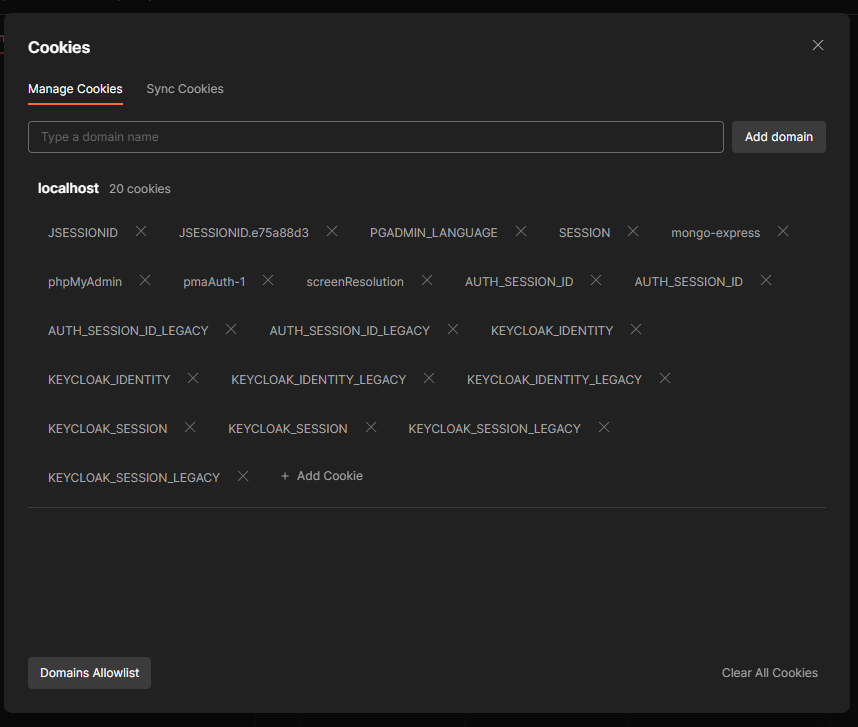 Cookies
Manage Cookies Sync Cookies
Type a domain name Add domain
localhost 20 cookies
JSESSIONID JSESSIONID.e75a88d3 PGADMIN_LANGUAGE SESSION mongo-express
phpMyAdmin pmaAuth-1 screenResolution AUTH_SESSION_ID AUTH_SESSION_ID
AUTH_SESSION_ID_LEGACY AUTH_SESSION_ID_LEGACY KEYCLOAK_IDENTITY
KEYCLOAK_IDENTITY KEYCLOAK_IDENTITY_LEGACY KEYCLOAK_IDENTITY_LEGACY
KEYCLOAK_SESSION KEYCLOAK_SESSION KEYCLOAK_SESSION_LEGACY
KEYCLOAK_SESSION_LEGACY + Add Cookie
Domains Allowlist Clear All Cookies